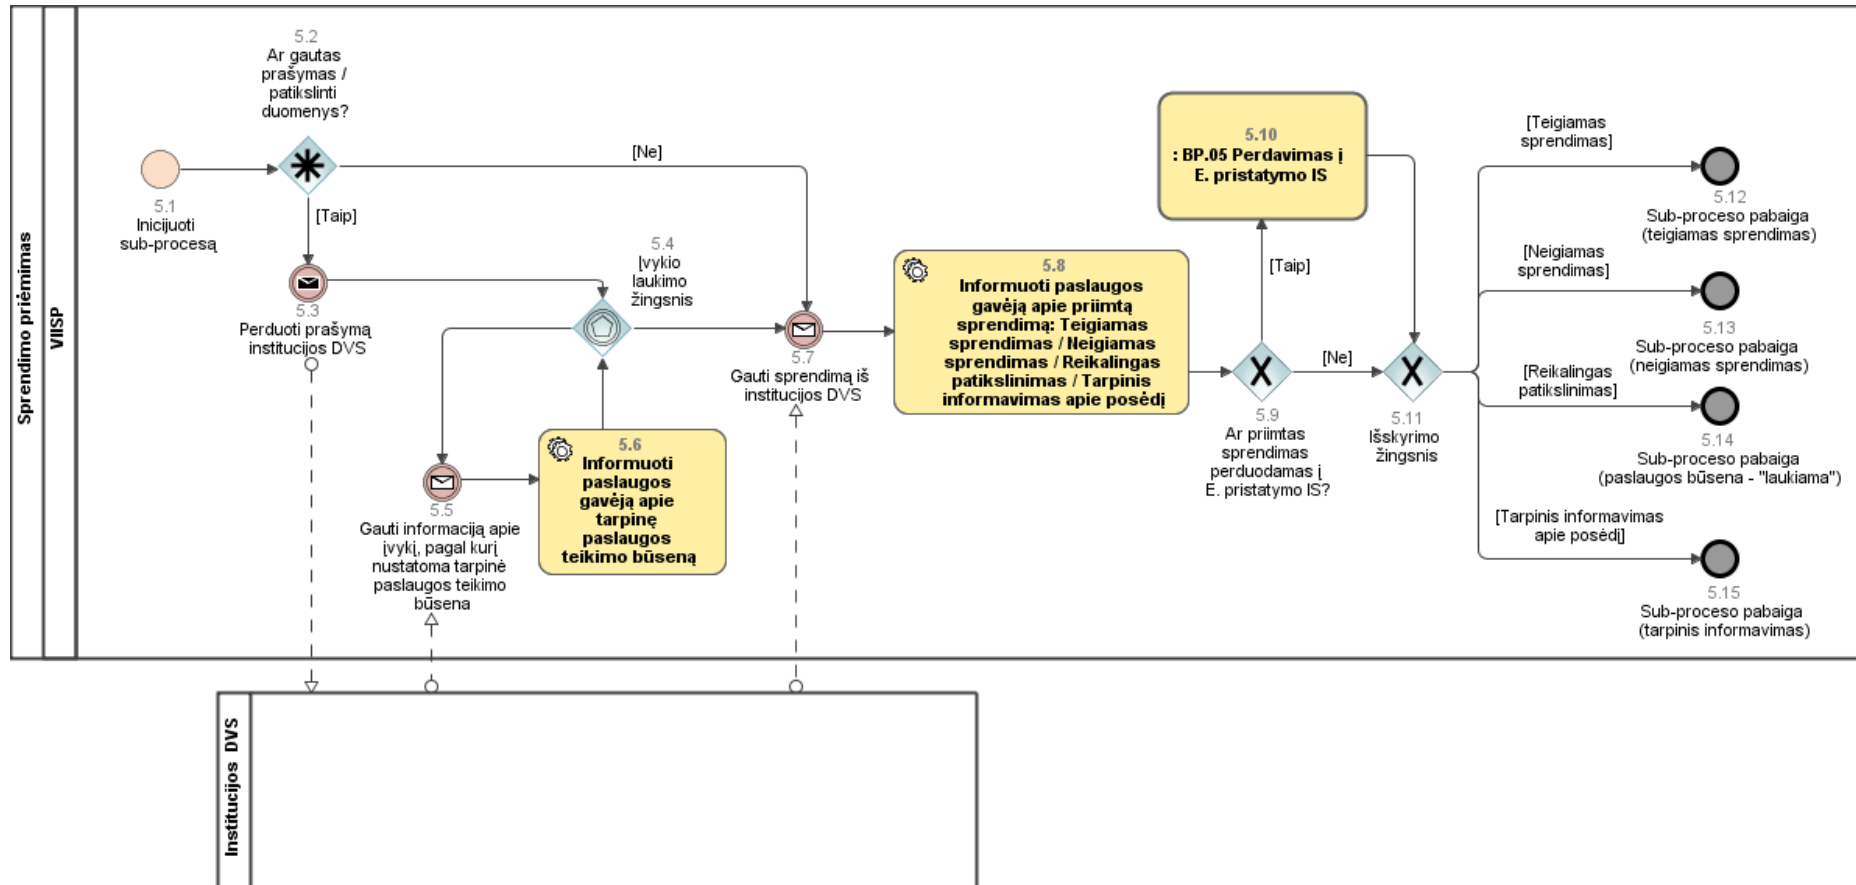 Sprendimo priėmimas
VIISP
5.2
Ar gautas
prašymas /
patikslinti
duomenys?
[Ne]
[Taip]
5.1
Inicijuoti
sub-procesą
5.3
Perduoti prašymą
institucijos DVS
5.4
Įvykio
laukimo
žingsnis
5.5
Gauti informaciją apie
įvykį, pagal kurį
nustatoma tarpinė
paslaugos teikimo
būsena
5.6
Informuoti
paslaugos
gavėją apie
tarpinę
paslaugos
teikimo būseną
5.7
Gauti sprendimą iš
institucijos DVS
5.8
Informuoti paslaugos
gavėją apie priimtą
sprendimą: Teigiamas
sprendimas / Neigiamas
sprendimas / Reikalingas
patikslinimas / Tarpinis
informavimas apie posėdį
5.9
Ar priimtas
sprendimas
perduodamas į
E. pristatymo IS?
[Taip]
[Ne]
5.10
: BP.05 Perdavimas į
E. pristatymo IS
5.11
Išskyrimo
žingsnis
[Teigiamas
sprendimas]
5.12
Sub-proceso pabaiga
(teigiamas sprendimas)
[Neigiamas
sprendimas]
5.13
Sub-proceso pabaiga
(neigiamas sprendimas)
[Reikalingas
patikslinimas]
5.14
Sub-proceso pabaiga
(paslaugos būsena - "laukiama")
[Tarpinis informavimas
apie posėdį]
5.15
Sub-proceso pabaiga
(tarpinis informavimas)
Institucijos DVS